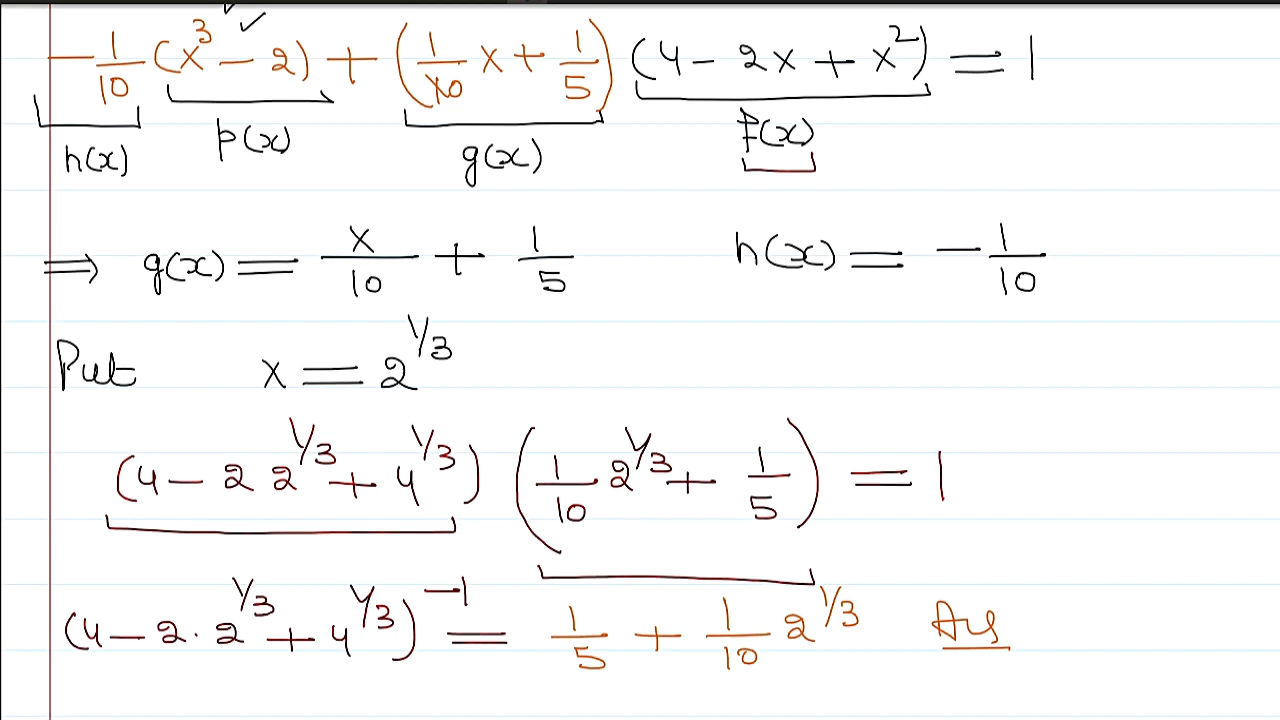 -1/10 (x³ - 2) + (1/10 x + 1/5) (4 - 2x + x²) = 1
h(x) p(x) g(x) f(x)
⇒ g(x) = x/10 + 1/5 h(x) = -1/10
Put x = 2^1/3
(4 - 2 2^1/3 + 4^1/3) (1/10 2^1/3 + 1/5) = 1
(4 - 2 . 2^1/3 + 4^1/3)^-1 = 1/5 + 1/10 2^1/3 Ans